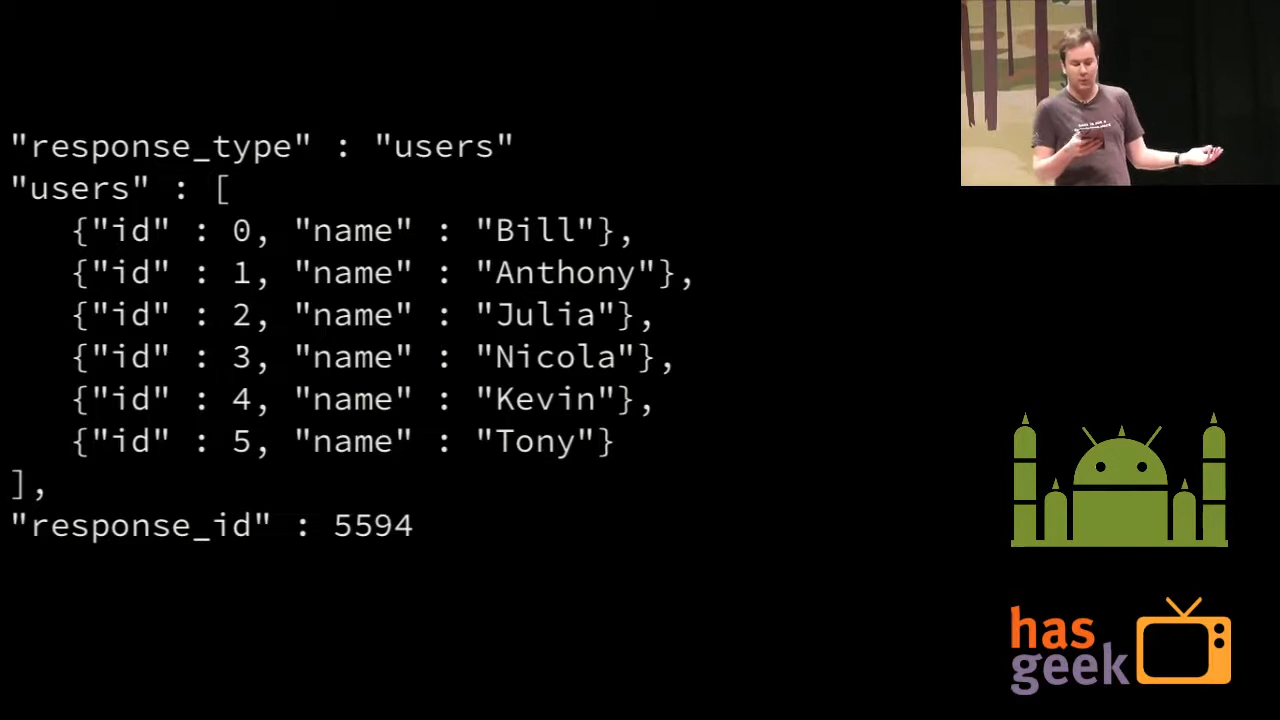 "response_type" : "users"
"users" : [
   {"id" : 0, "name" : "Bill"},
   {"id" : 1, "name" : "Anthony"},
   {"id" : 2, "name" : "Julia"},
   {"id" : 3, "name" : "Nicola"},
   {"id" : 4, "name" : "Kevin"},
   {"id" : 5, "name" : "Tony"}
],
"response_id" : 5594
has
geek